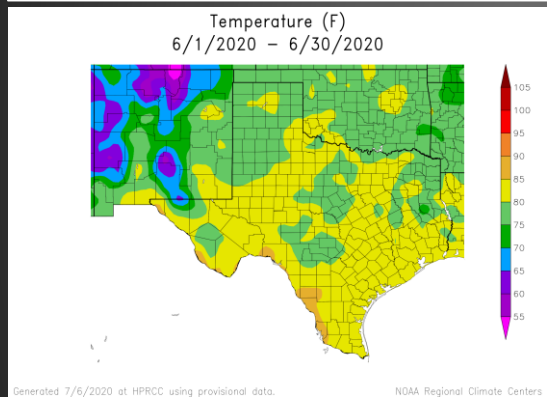 Temperature (F)
6/1/2020 – 6/30/2020
105
100
95
90
85
80
75
70
65
60
55
Generated 7/6/2020 at HPRCC using provisional data.
NOAA Regional Climate Centers